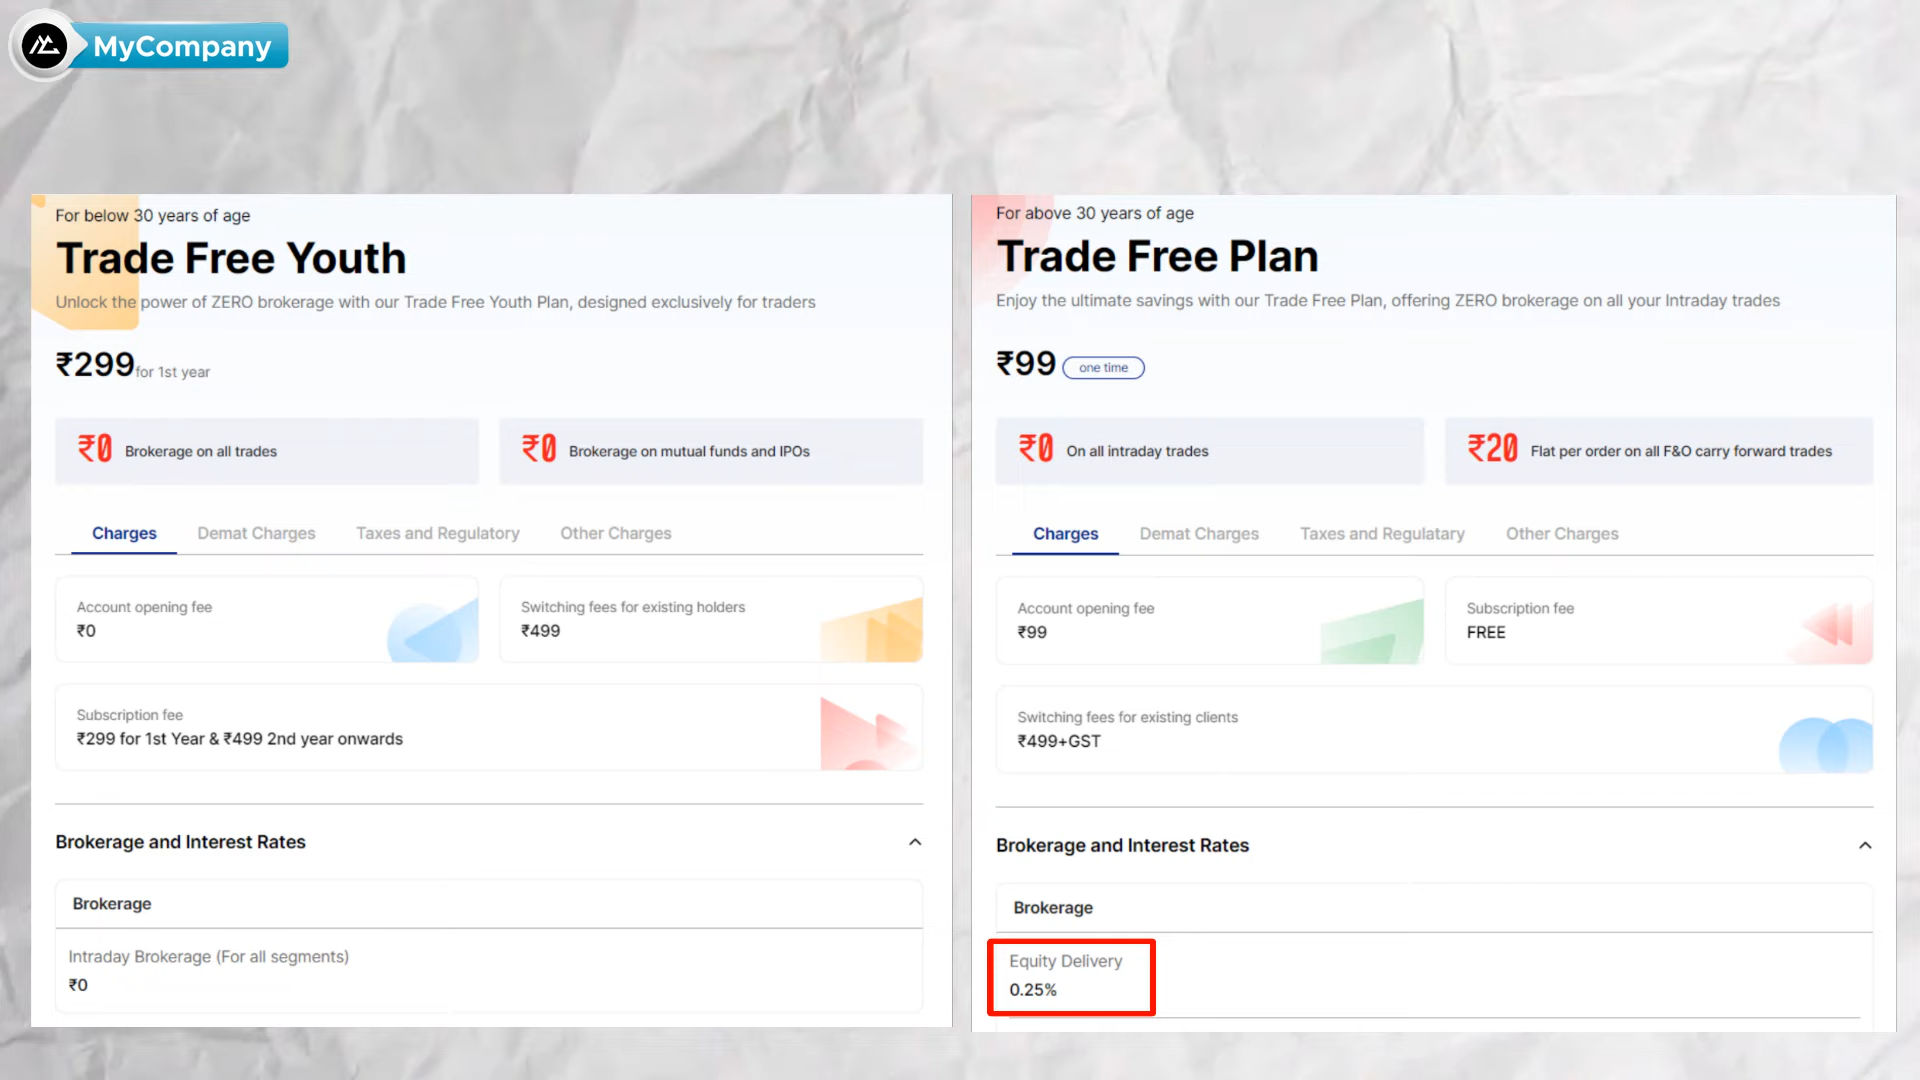 MyCompany
For below 30 years of age
Trade Free Youth
Unlock the power of ZERO brokerage with our Trade Free Youth Plan, designed exclusively for traders
₹299 for 1st year
₹0 Brokerage on all trades
₹0 Brokerage on mutual funds and IPOs
Charges Demat Charges Taxes and Regulatory Other Charges
Account opening fee
₹0
Switching fees for existing holders
₹499
Subscription fee
₹299 for 1st Year & ₹499 2nd year onwards
Brokerage and Interest Rates
Brokerage
Intraday Brokerage (For all segments)
₹0
For above 30 years of age
Trade Free Plan
Enjoy the ultimate savings with our Trade Free Plan, offering ZERO brokerage on all your Intraday trades
₹99 one time
₹0 On all intraday trades
₹20 Flat per order on all F&O carry forward trades
Charges Demat Charges Taxes and Regulatary Other Charges
Account opening fee
₹99
Subscription fee
FREE
Switching fees for existing clients
₹499+GST
Brokerage and Interest Rates
Brokerage
Equity Delivery
0.25%